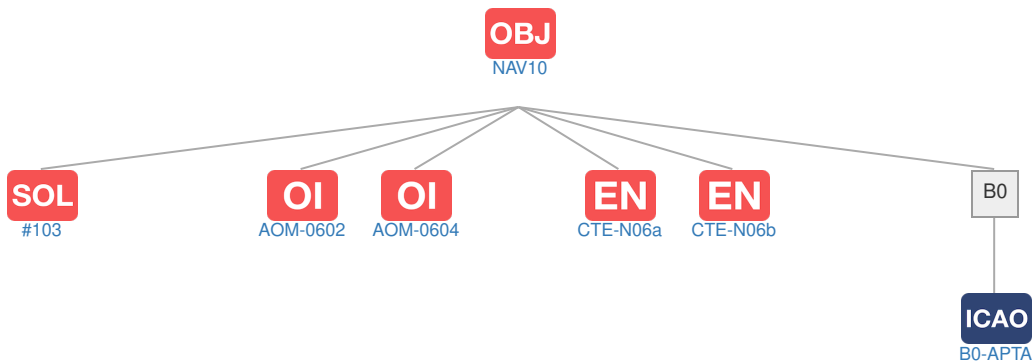 OBJ
NAV10
SOL OI OI EN EN B0
#103 AOM-0602 AOM-0604 CTE-N06a CTE-N06b
ICAO
B0-APTA